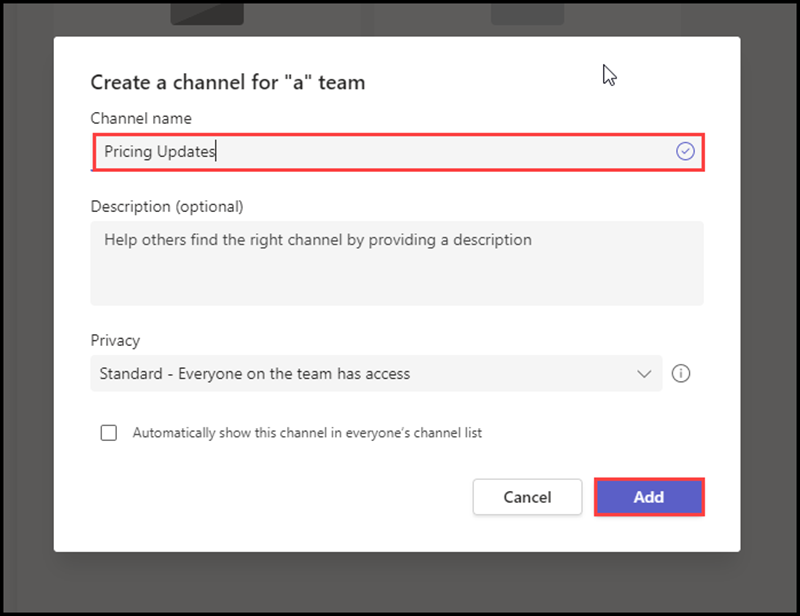 Create a channel for "a" team
Channel name
Pricing Updates
Description (optional)
Help others find the right channel by providing a description
Privacy
Standard - Everyone on the team has access
Automatically show this channel in everyone's channel list
Cancel
Add